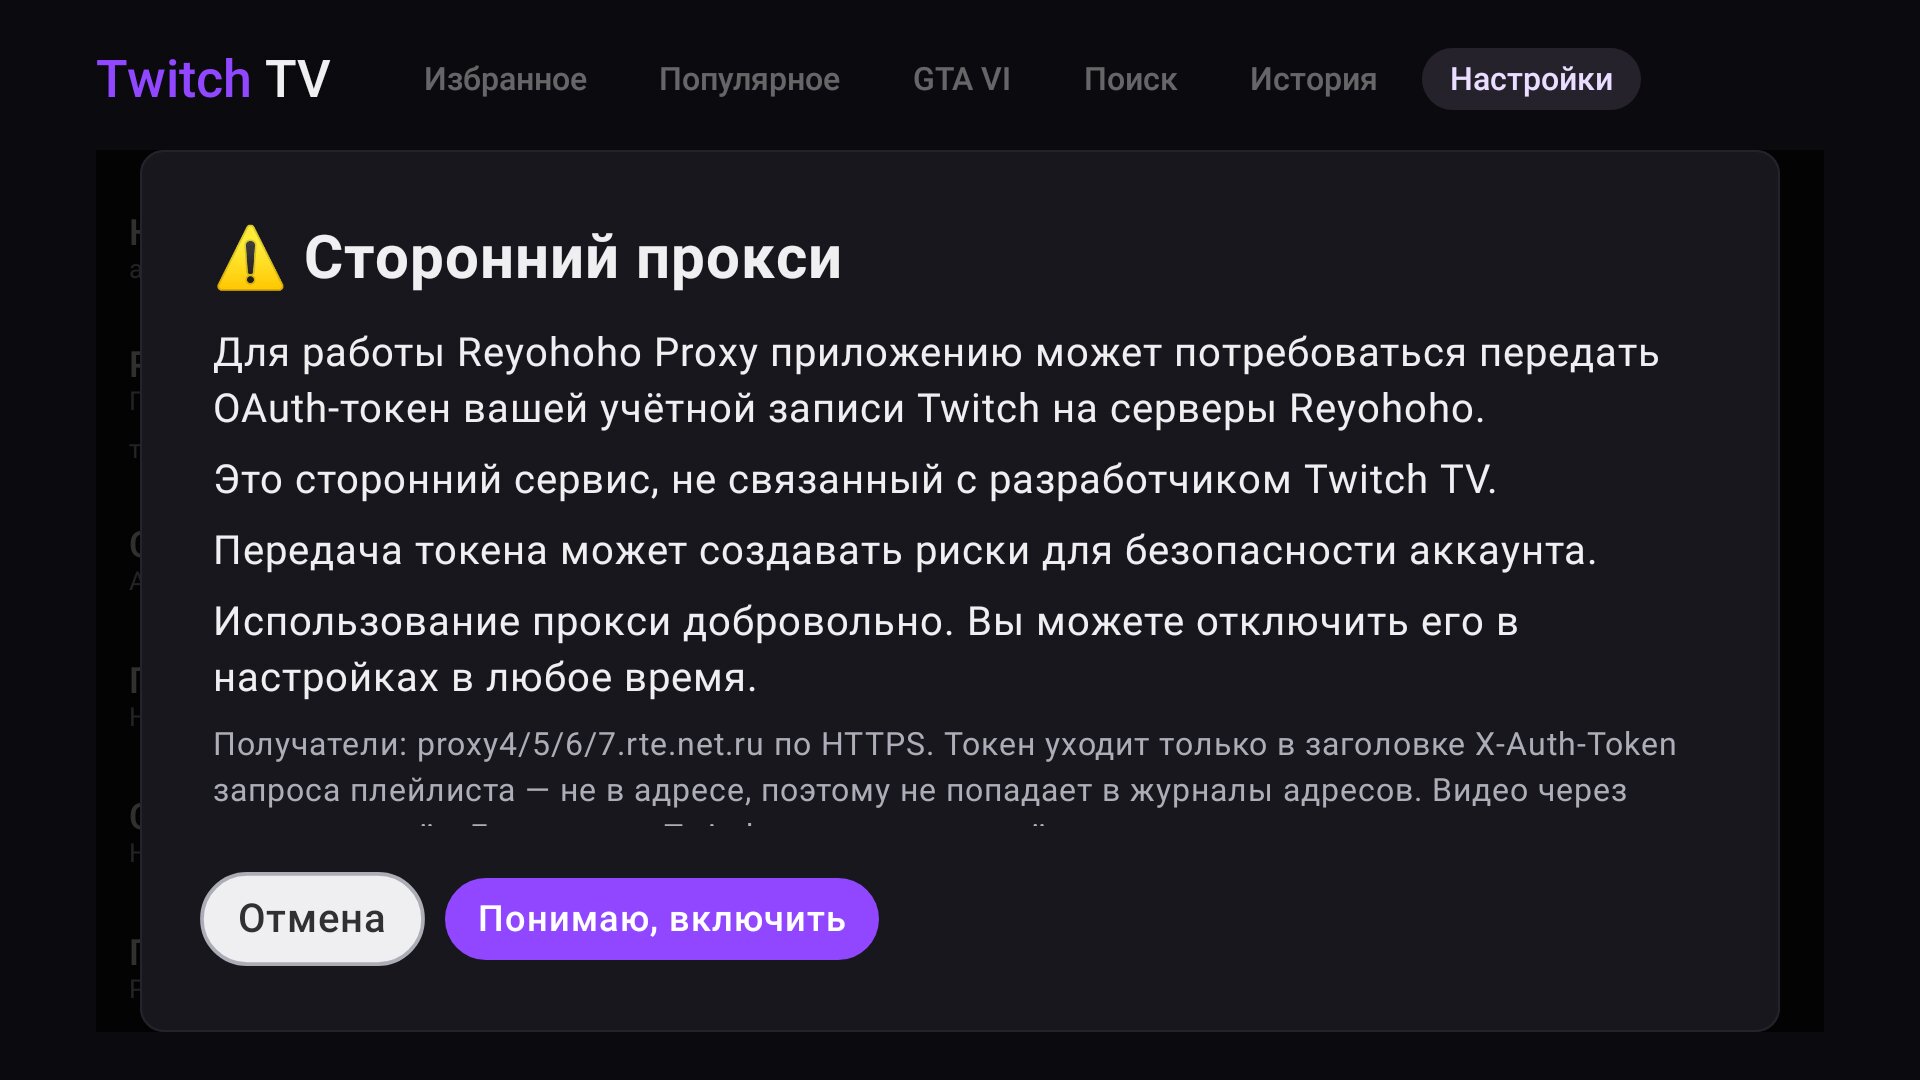 Twitch TV Избранное Популярное GTA VI Поиск История Настройки
⚠️ Сторонний прокси
Для работы Reyohoho Proxy приложению может потребоваться передать
OAuth-токен вашей учётной записи Twitch на серверы Reyohoho.
Это сторонний сервис, не связанный с разработчиком Twitch TV.
Передача токена может создавать риски для безопасности аккаунта.
Использование прокси добровольно. Вы можете отключить его в
настройках в любое время.
Получатели: proxy4/5/6/7.rte.net.ru по HTTPS. Токен уходит только в заголовке X-Auth-Token
запроса плейлиста — не в адресе, поэтому не попадает в журналы адресов. Видео через
Отмена Понимаю, включить